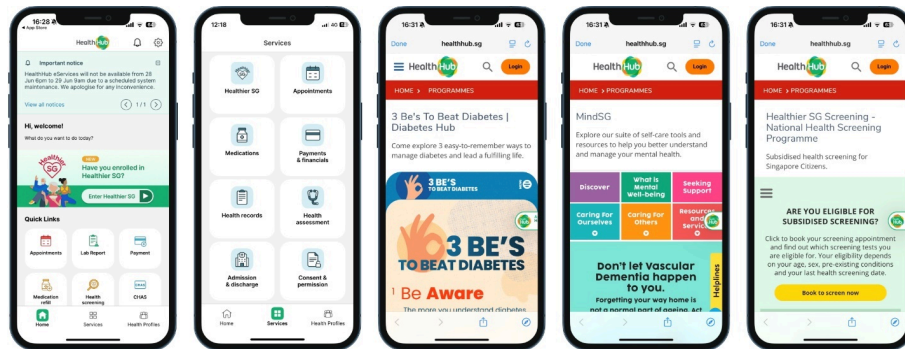 16:28
App Store
HealthHub
Important notice
HealthHub eServices will not be available from 28
Jun 6pm to 29 Jun 9am due to a scheduled system
maintenance. We apologise for any inconvenience.
View all notices
1/1
Hi, welcome!
What do you want to do today?
Healthier
SG
NEW
Have you enrolled in
Healthier SG?
Enter Healthier SG
Quick Links
Appointments
Lab Report
Payment
Medication
refill
Health
screening
CHAS
CHAS
Home
Services
Health Profiles
12:18
4G
Services
Healthier SG
Appointments
Medications
Payments
& financials
Health records
Health
assessment
Admission
& discharge
Consent &
permission
Home
Services
Health Profiles
16:31
Done
healthhub.sg
HealthHub
Login
HOME > PROGRAMMES
3 Be's To Beat Diabetes |
Diabetes Hub
Come explore 3 easy-to-remember ways to
manage diabetes and lead a fulfilling life.
3 BE'S
TO BEAT DIABETES
3 BE'S
TO BEAT DIABETES
1 Be Aware
The more you understand diabetes
16:31
Done
healthhub.sg
HealthHub
Login
HOME > PROGRAMMES
MindSG
Explore our suite of self-care tools and
resources to help you better understand
and manage your mental health.
Discover
What is
Mental
Well-being
Seeking
Support
Caring For
Ourselves
Caring For
Others
Resources
and
Services
Don't let Vascular
Dementia happen
to you.
Forgetting your way home is
not a normal part of ageing. Act
Helplines
16:31
Done
healthhub.sg
HealthHub
Login
HOME > PROGRAMMES
Healthier SG Screening -
National Health Screening
Programme
Subsidised health screening for
Singapore Citizens.
ARE YOU ELIGIBLE FOR
SUBSIDISED SCREENING?
Click to book your screening appointment
and find out which screening tests you
are eligible for. Your eligibility depends
on your age, sex, pre-existing conditions
and your last health screening date.
Book to screen now